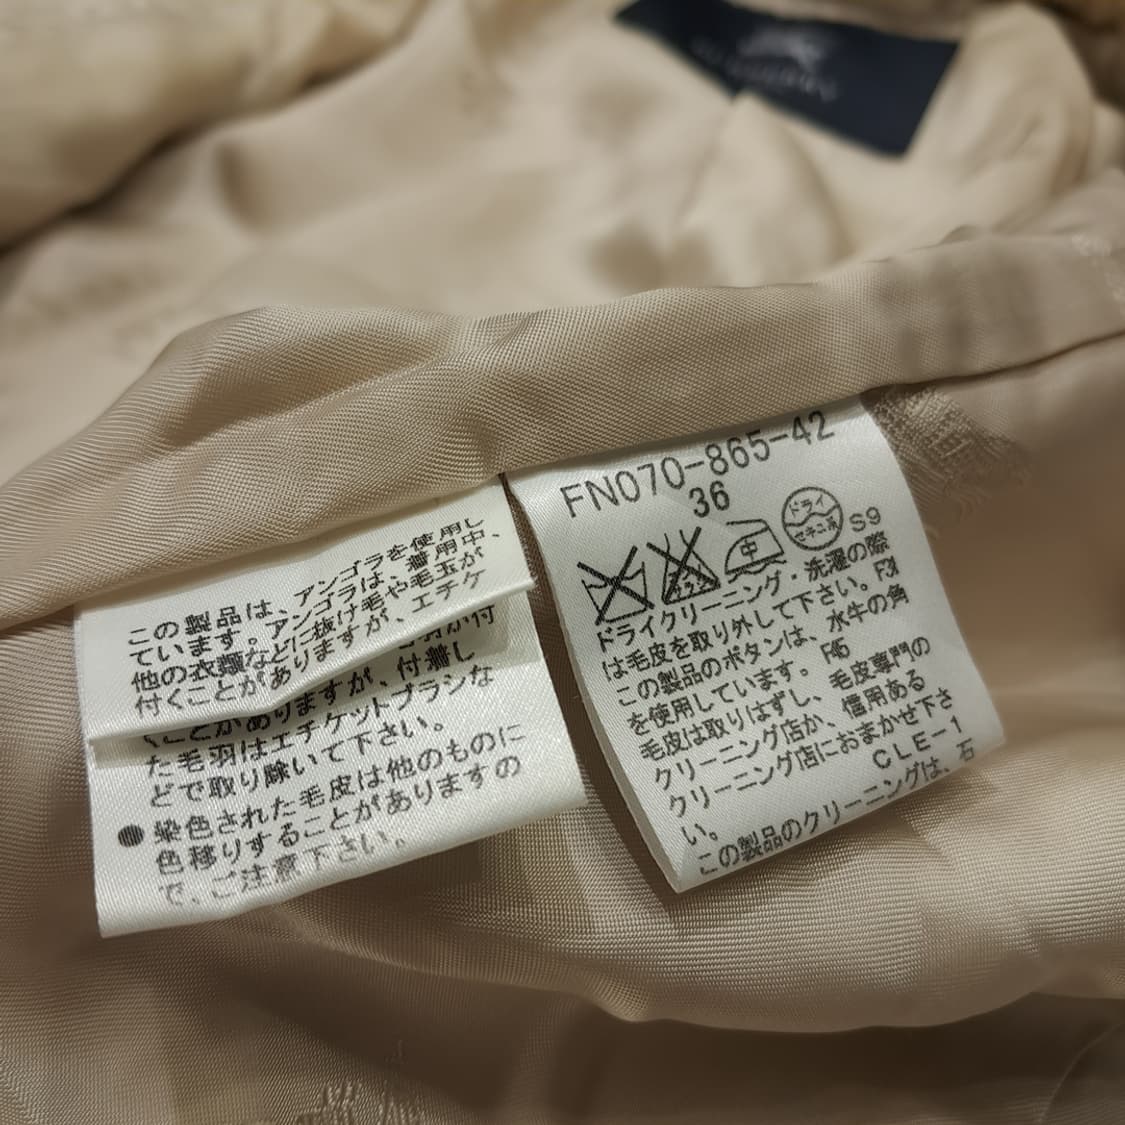 この製品は、アンゴラを使用し
ています。アンゴラは、着用中、
他の衣類などに抜け毛や毛玉が
付くことがありますが、エチケ
くことがありますが、付着し
た毛羽はエチケットブラシな
どで取り除いて下さい。
●染色された毛皮は他のものに
色移りすることがありますの
で、ご注意下さい。
FN070-865-42
36
中
ドライ
セキユ系
S9
ドライクリーニング・洗濯の際
は毛皮を取り外して下さい。F31
この製品のボタンは、水牛の角
を使用しています。
毛皮は取りはずし、毛皮専門の
クリーニング店か、信用ある
クリーニング店におまかせ下さ
い。
CLE-1
この製品のクリーニングは、石